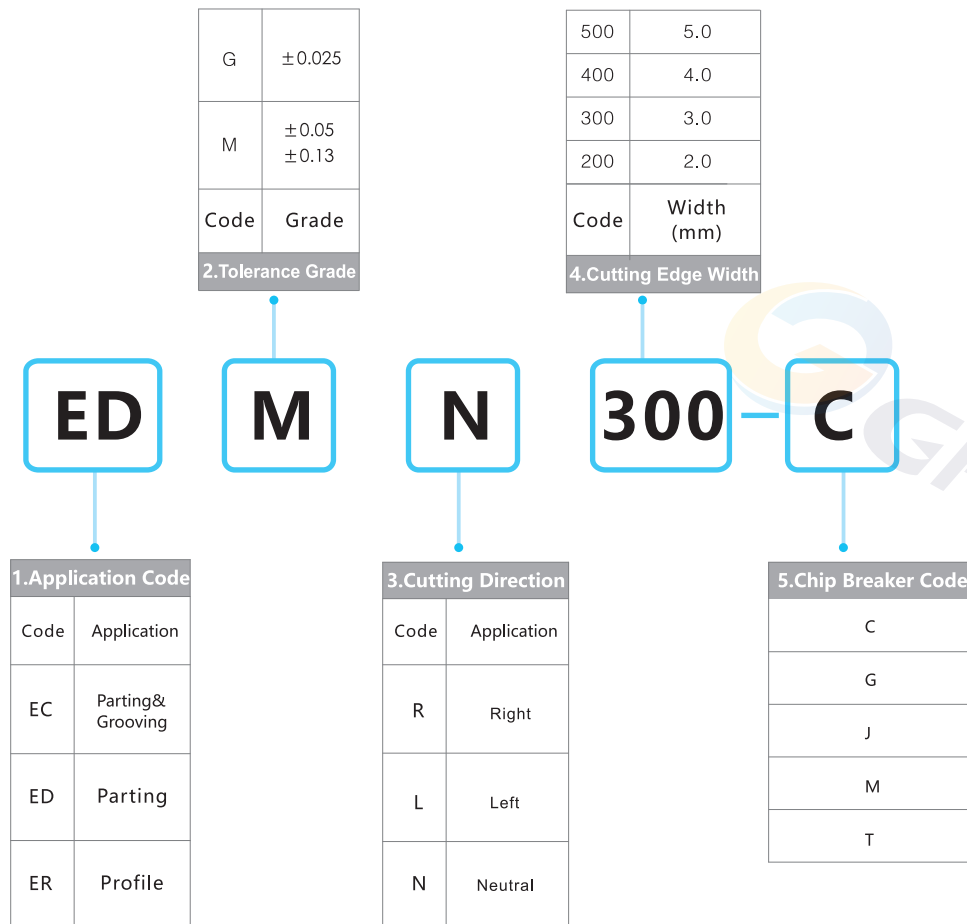 G ±0.025
M ±0.05
±0.13
Code Grade
2.Tolerance Grade
500 5.0
400 4.0
300 3.0
200 2.0
Code Width
(mm)
4.Cutting Edge Width
ED M N 300 – C
1.Application Code
Code Application
EC Parting&
Grooving
ED Parting
ER Profile
3.Cutting Direction
Code Application
R Right
L Left
N Neutral
5.Chip Breaker Code
C
G
J
M
T